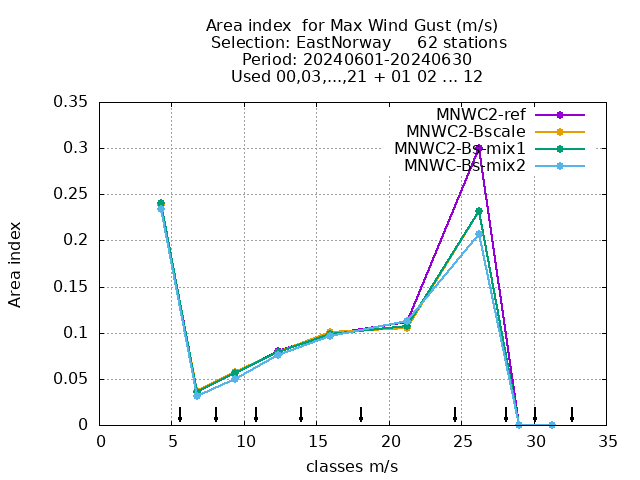 Area index  for Max Wind Gust (m/s)
Selection: EastNorway     62 stations
Period: 20240601-20240630
Used 00,03,...,21 + 01 02 ... 12
MNWC2-ref
MNWC2-Bscale
MNWC2-Bs-mix1
MNWC-Bs-mix2
0.35
0.3
0.25
0.2
0.15
0.1
0.05
0
Area index
0 5 10 15 20 25 30 35
classes m/s